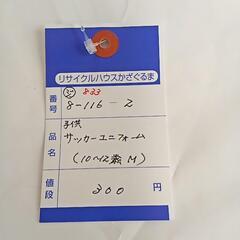 リサイクルハウスかざぐるま
833
番号 8-116-2
子供
品名 サッカーユニフォーム
(10~12歳 M)
値段 300 円